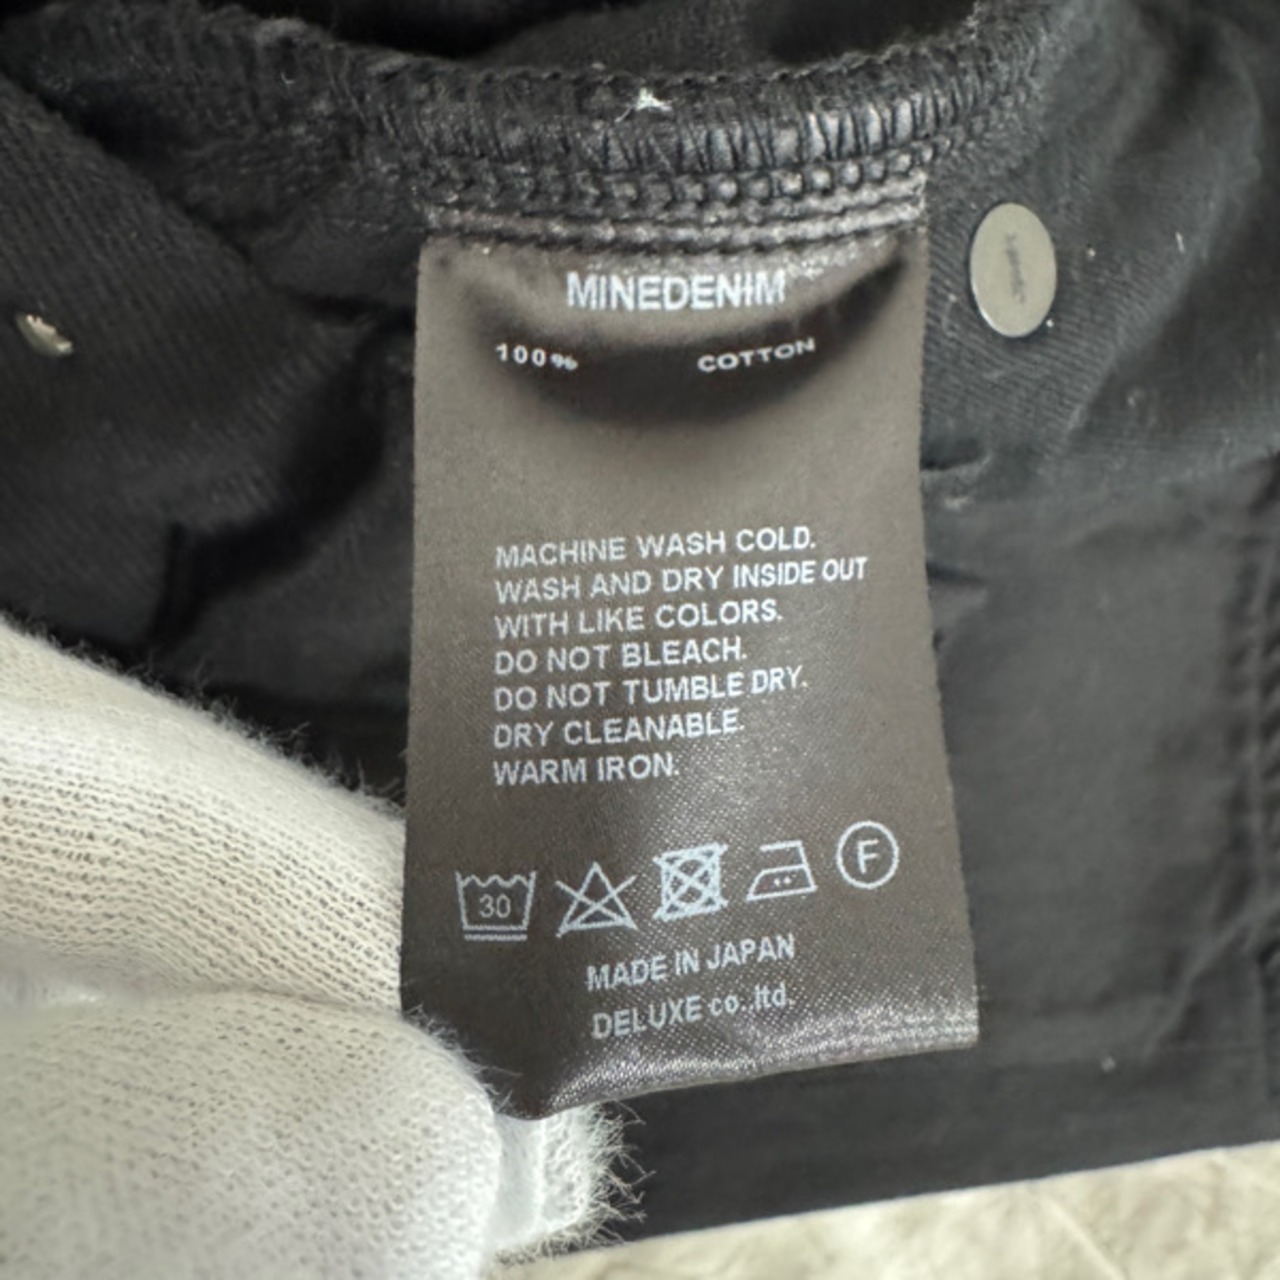 MINEDENIM
100% COTTON
MACHINE WASH COLD.
WASH AND DRY INSIDE OUT
WITH LIKE COLORS.
DO NOT BLEACH.
DO NOT TUMBLE DRY.
DRY CLEANABLE.
WARM IRON.
30 F
MADE IN JAPAN
DELUXE co.,ltd.